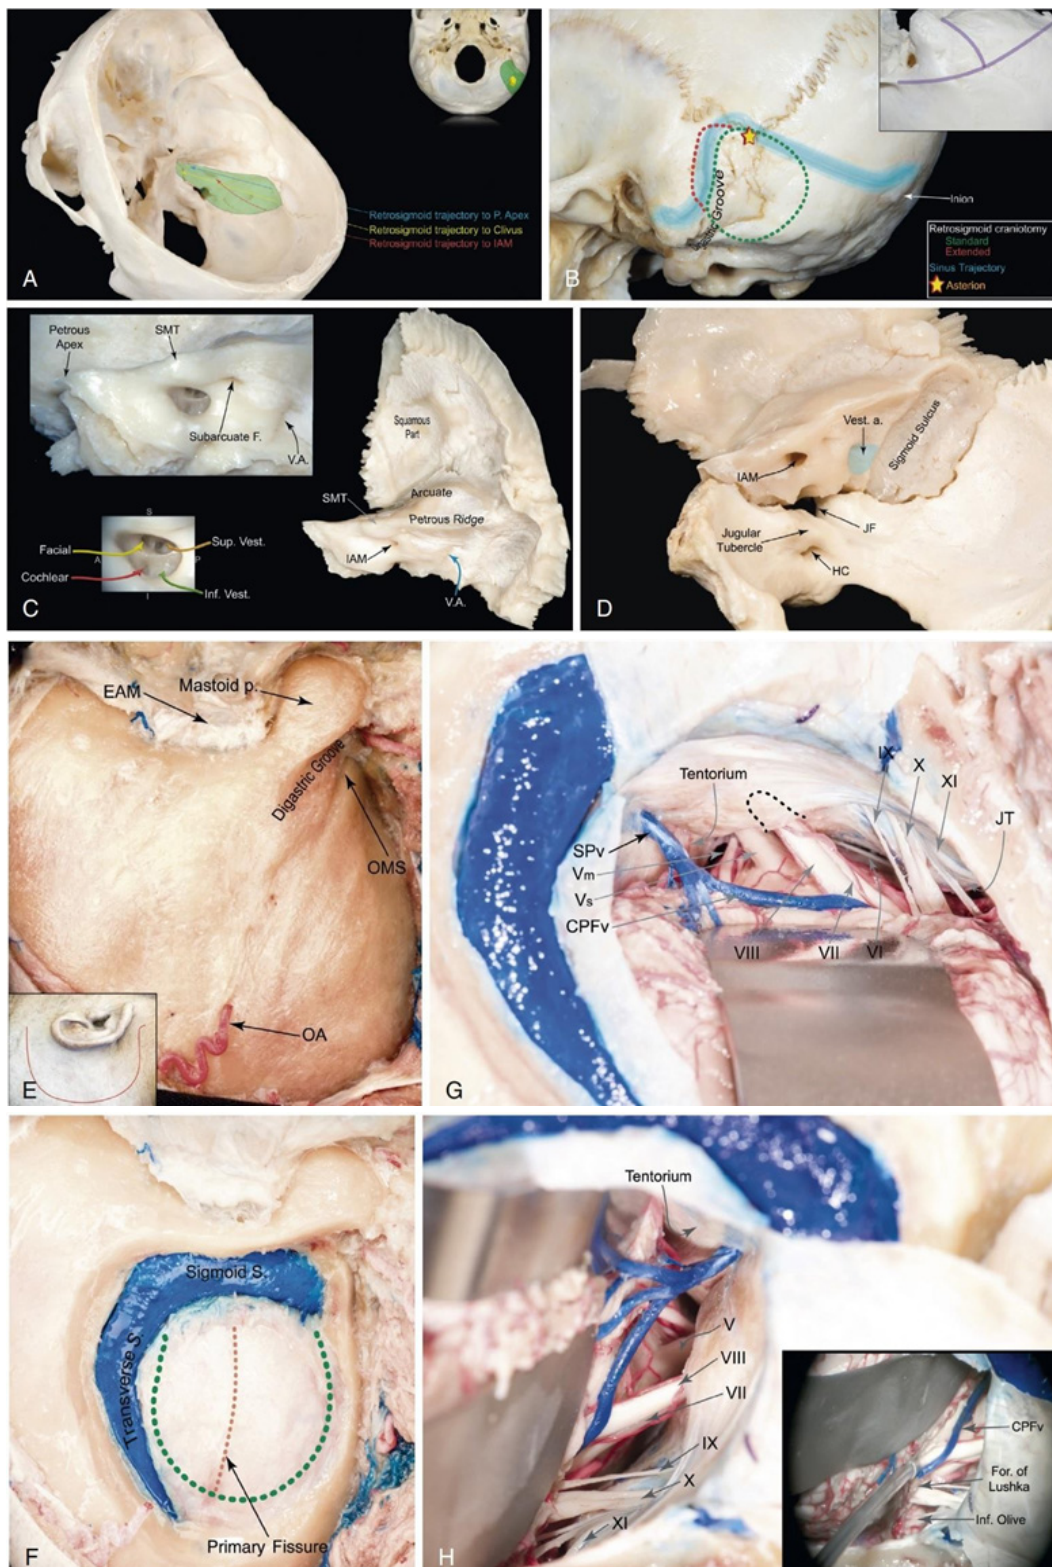 Retrosigmoid trajectory to P. Apex
Retrosigmoid trajectory to Clivus
Retrosigmoid trajectory to IAM
A
Groove
Inion
Retrosigmoid craniotomy
Standard
Extended
Sinus Trajectory
Asterion
B
Petrous
Apex
SMT
Subarcuate F.
V.A.
S
Facial
Sup. Vest.
A
P
Cochlear
Inf. Vest.
I
Squamous
Part
Arcuate
SMT
Petrous Ridge
IAM
V.A.
C
Vest. a.
Sigmoid Sulcus
IAM
JF
Jugular
Tubercle
HC
D
EAM
Mastoid p.
Digastric Groove
OMS
OA
E
Tentorium
IX
X
XI
JT
SPv
Vm
Vs
CPFv
VIII
VII
VI
G
Sigmoid S.
Transverse S.
Primary Fissure
F
Tentorium
V
VIII
VII
IX
X
XI
H
CPFv
For. of
Lushka
Inf. Olive